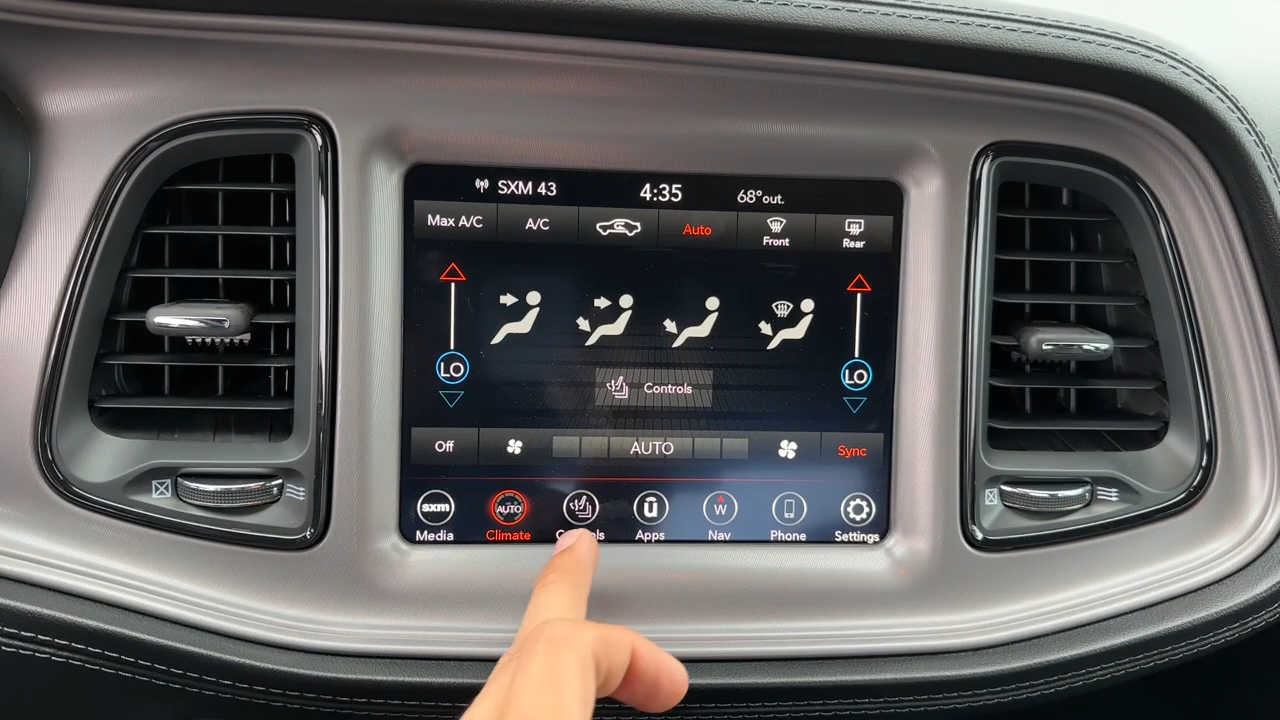 SXM 43 4:35 68°out.
Max A/C A/C Auto Front Rear
LO LO
Controls
Off AUTO Sync
sxm AUTO ū W
Media Climate Controls Apps Nav Phone Settings